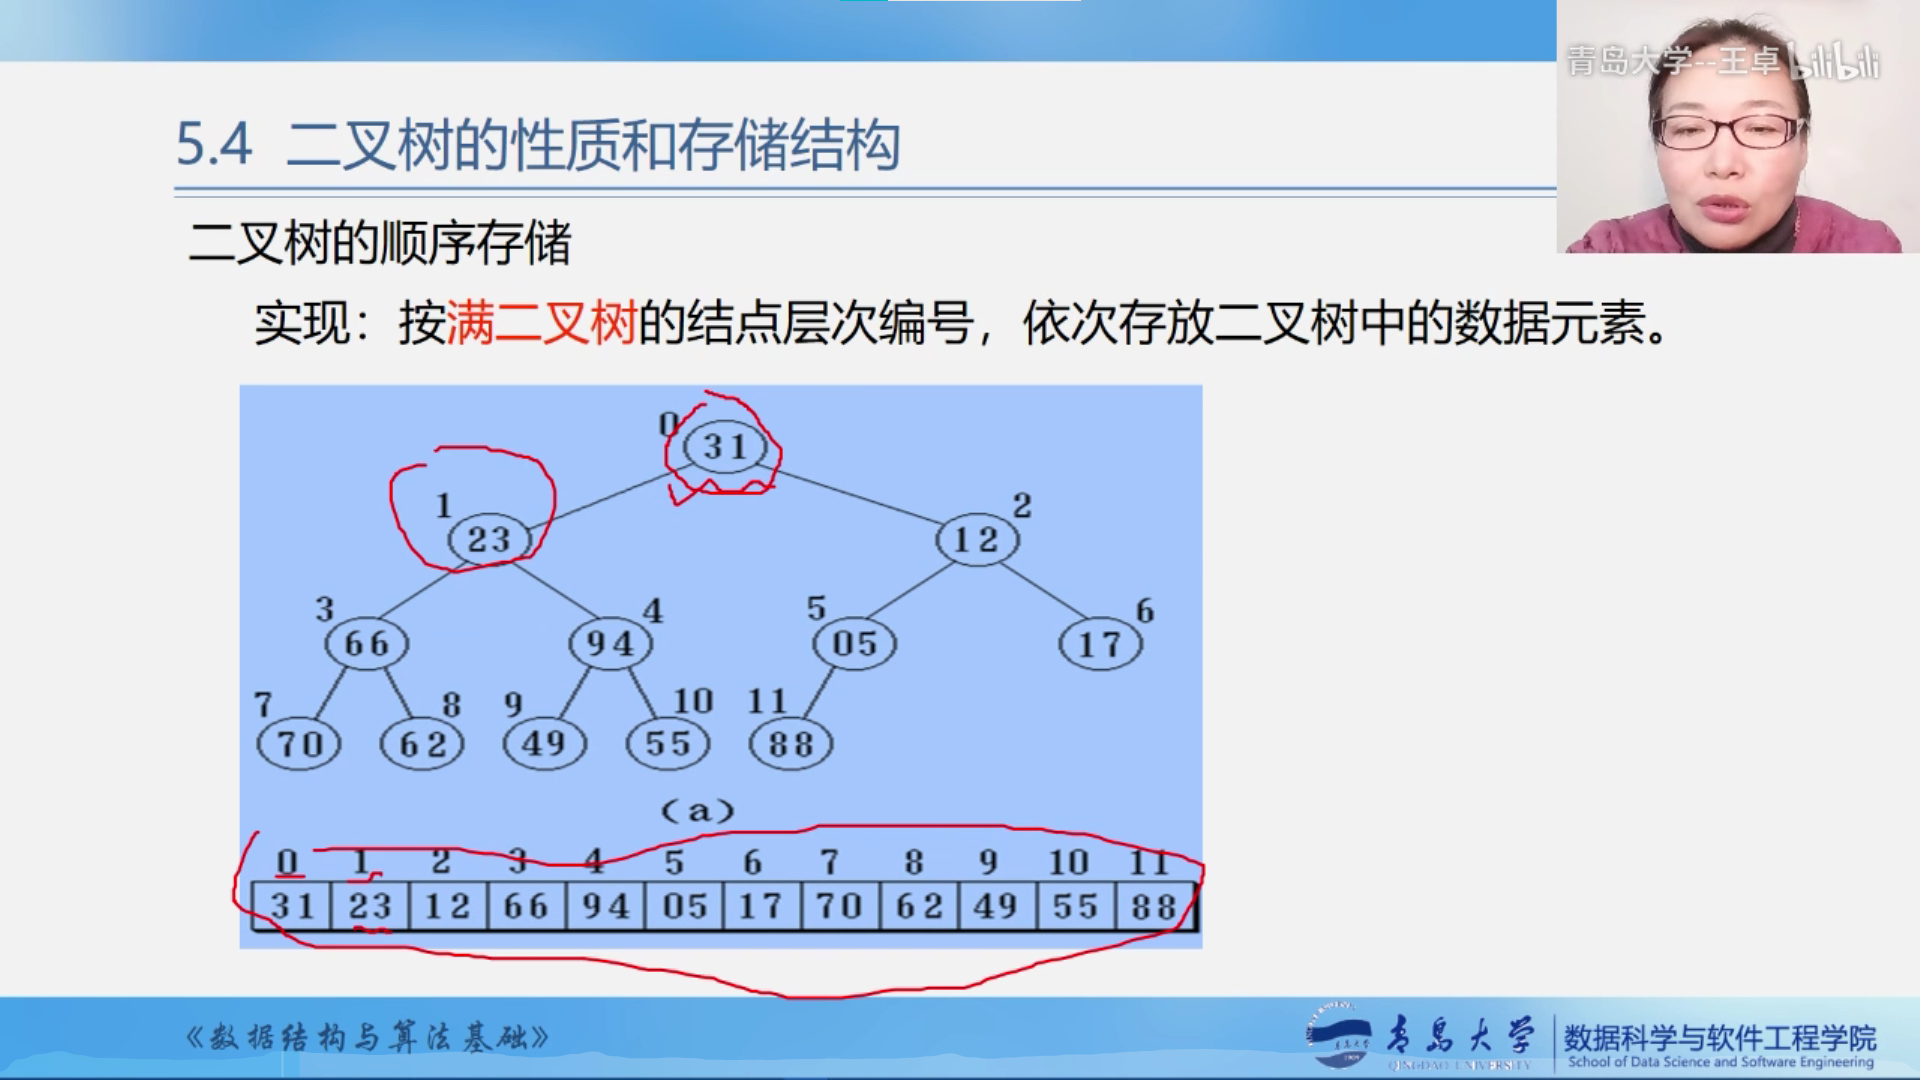 青岛大学--王卓 bilibili
5.4 二叉树的性质和存储结构
二叉树的顺序存储
实现：按满二叉树的结点层次编号，依次存放二叉树中的数据元素。
0
31
1 2
23 12
3 4 5 6
66 94 05 17
7 8 9 10 11
70 62 49 55 88
(a)
0 1 2 3 4 5 6 7 8 9 10 11
31 23 12 66 94 05 17 70 62 49 55 88
《数据结构与算法基础》
青岛大学
QINGDAO UNIVERSITY
数据科学与软件工程学院
School of Data Science and Software Engineering